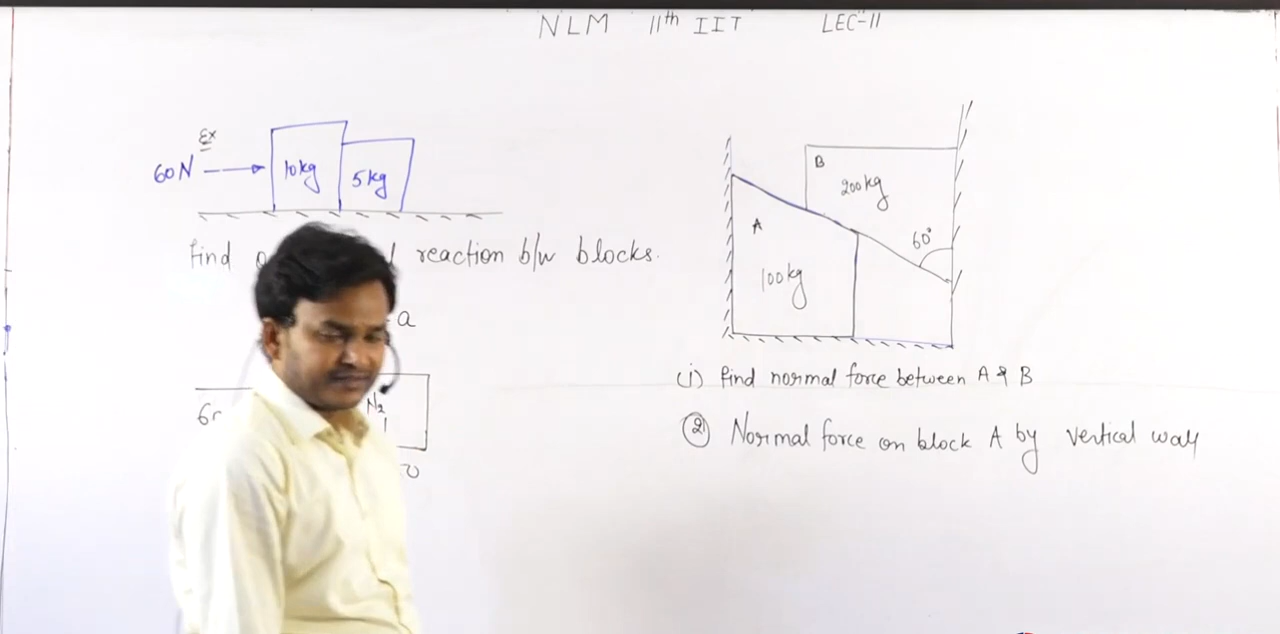 NLM 11th IIT LEC-11
Ex
60N
10kg
5kg
find reaction b/w blocks.
a
N2
B
200kg
60°
A
100kg
(i) find normal force between A & B
(2) Normal force on block A by vertical wall